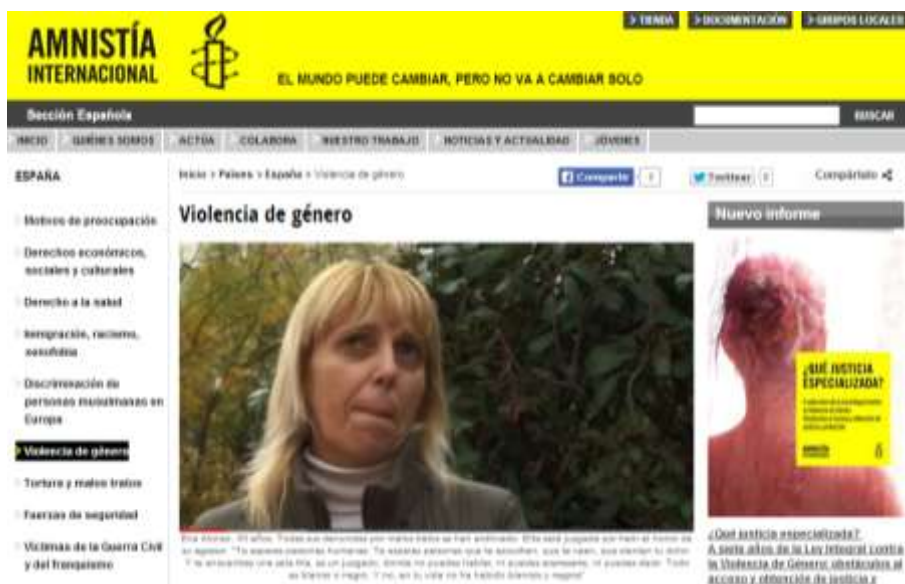 > TIENDA > DOCUMENTACIÓN > GRUPOS LOCALES
AMNISTÍA
INTERNACIONAL
EL MUNDO PUEDE CAMBIAR, PERO NO VA A CAMBIAR SOLO
Sección Española
BUSCAR
INICIO QUIÉNES SOMOS ACTÚA COLABORA NUESTRO TRABAJO NOTICIAS Y ACTUALIDAD JÓVENES
ESPAÑA
Motivos de preocupación
Derechos económicos,
sociales y culturales
Derecho a la salud
Inmigración, racismo,
xenofobia
Discriminación de
personas musulmanas en
Europa
Violencia de género
Tortura y malos tratos
Fuerzas de seguridad
Víctimas de la Guerra Civil
y del franquismo
Inicio > Países > España > Violencia de género
Compartir
Twittear
Compártelo
Violencia de género
Nuevo informe
¿QUÉ JUSTICIA
ESPECIALIZADA?
AMNISTÍA
¿Qué justicia especializada?
A siete años de la Ley Integral contra
la Violencia de Género: obstáculos al
acceso y obtención de justicia y